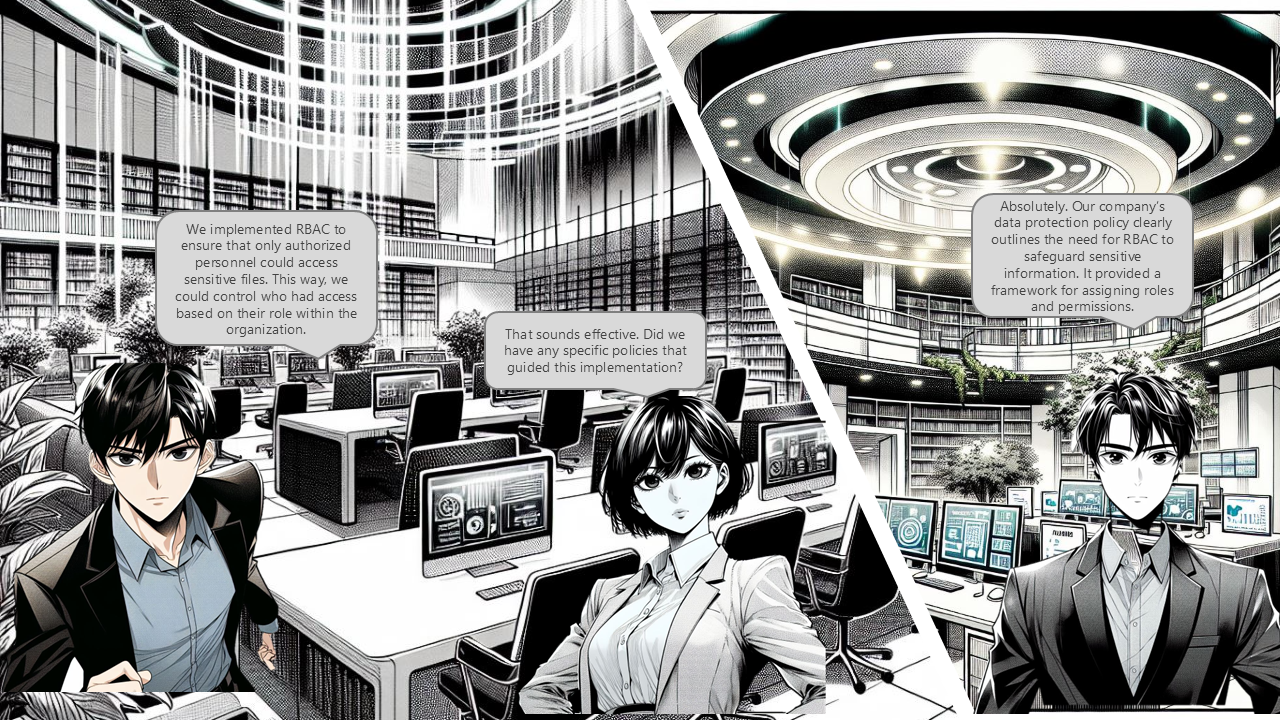 We implemented RBAC to
ensure that only authorized
personnel could access
sensitive files. This way, we
could control who had access
based on their role within the
organization.
That sounds effective. Did we
have any specific policies that
guided this implementation?
Absolutely. Our company's
data protection policy clearly
outlines the need for RBAC to
safeguard sensitive
information. It provided a
framework for assigning roles
and permissions.